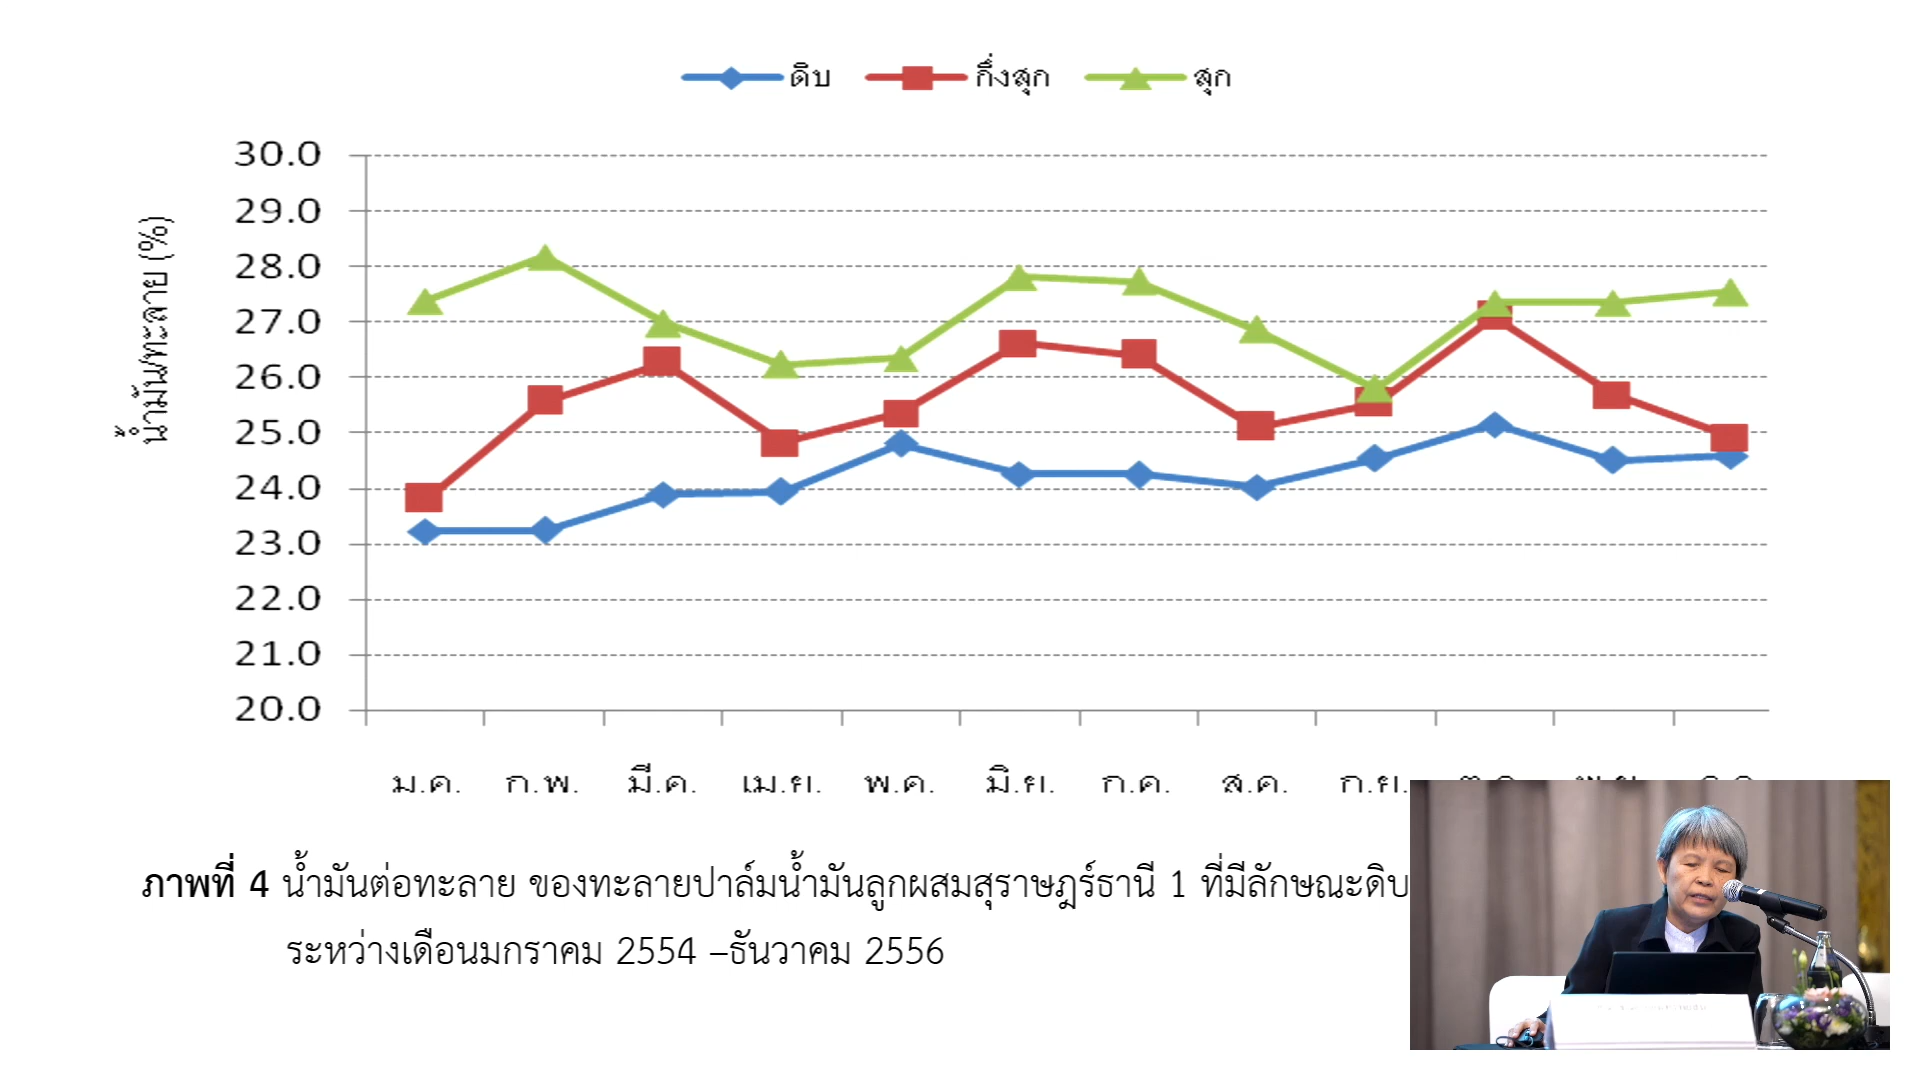 ดิบ กึ่งสุก สุก
น้ำมัน/ทะลาย (%)
30.0
29.0
28.0
27.0
26.0
25.0
24.0
23.0
22.0
21.0
20.0
ม.ค. ก.พ. มี.ค. เม.ย. พ.ค. มิ.ย. ก.ค. ส.ค. ก.ย.
ภาพที่ 4 น้ำมันต่อทะลาย ของทะลายปาล์มน้ำมันลูกผสมสุราษฎร์ธานี 1 ที่มีลักษณะดิบ
ระหว่างเดือนมกราคม 2554 –ธันวาคม 2556